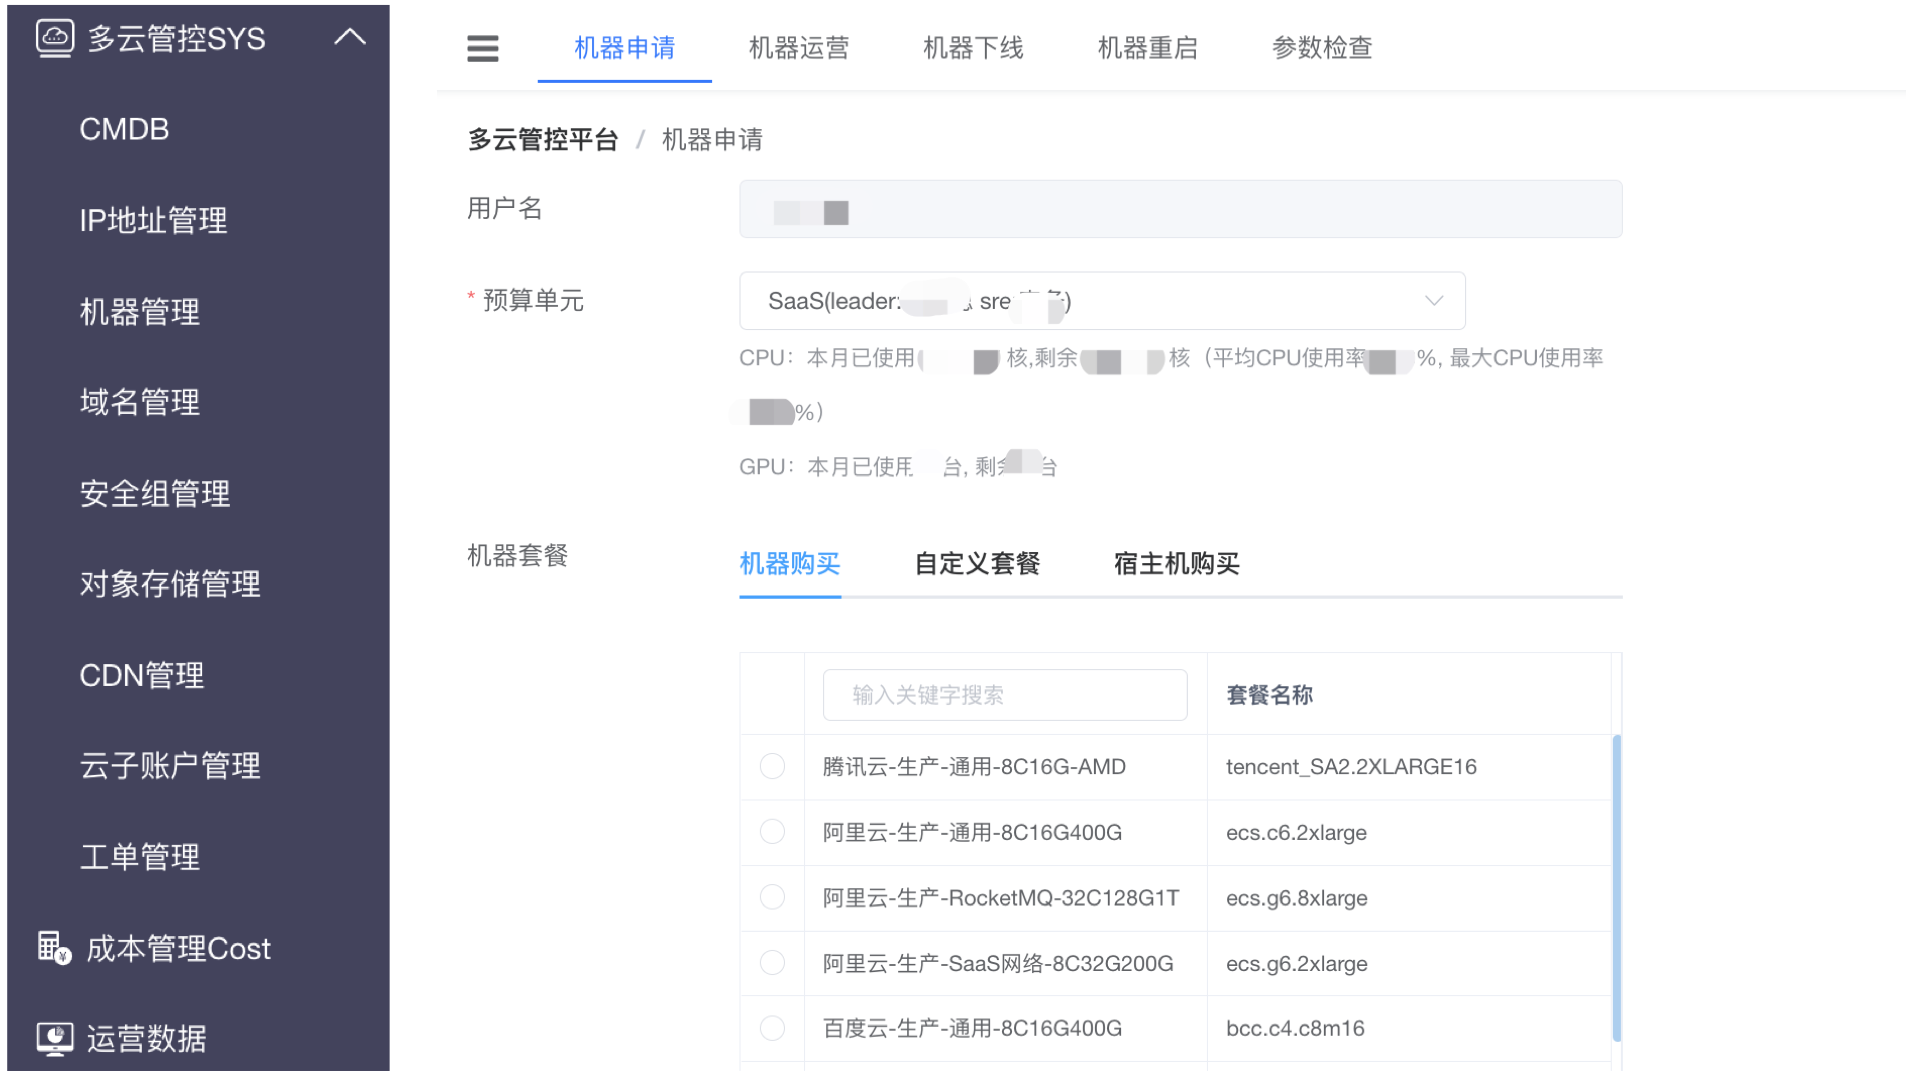 多云管控SYS
CMDB
IP地址管理
机器管理
域名管理
安全组管理
对象存储管理
CDN管理
云子账户管理
工单管理
成本管理Cost
运营数据
机器申请 机器运营 机器下线 机器重启 参数检查
多云管控平台 / 机器申请
用户名
* 预算单元
SaaS(leader: sre )
CPU：本月已使用 核,剩余 核（平均CPU使用率 %, 最大CPU使用率
%）
GPU：本月已使用 台, 剩余 台
机器套餐
机器购买 自定义套餐 宿主机购买
输入关键字搜索 套餐名称
腾讯云-生产-通用-8C16G-AMD tencent_SA2.2XLARGE16
阿里云-生产-通用-8C16G400G ecs.c6.2xlarge
阿里云-生产-RocketMQ-32C128G1T ecs.g6.8xlarge
阿里云-生产-SaaS网络-8C32G200G ecs.g6.2xlarge
百度云-生产-通用-8C16G400G bcc.c4.c8m16